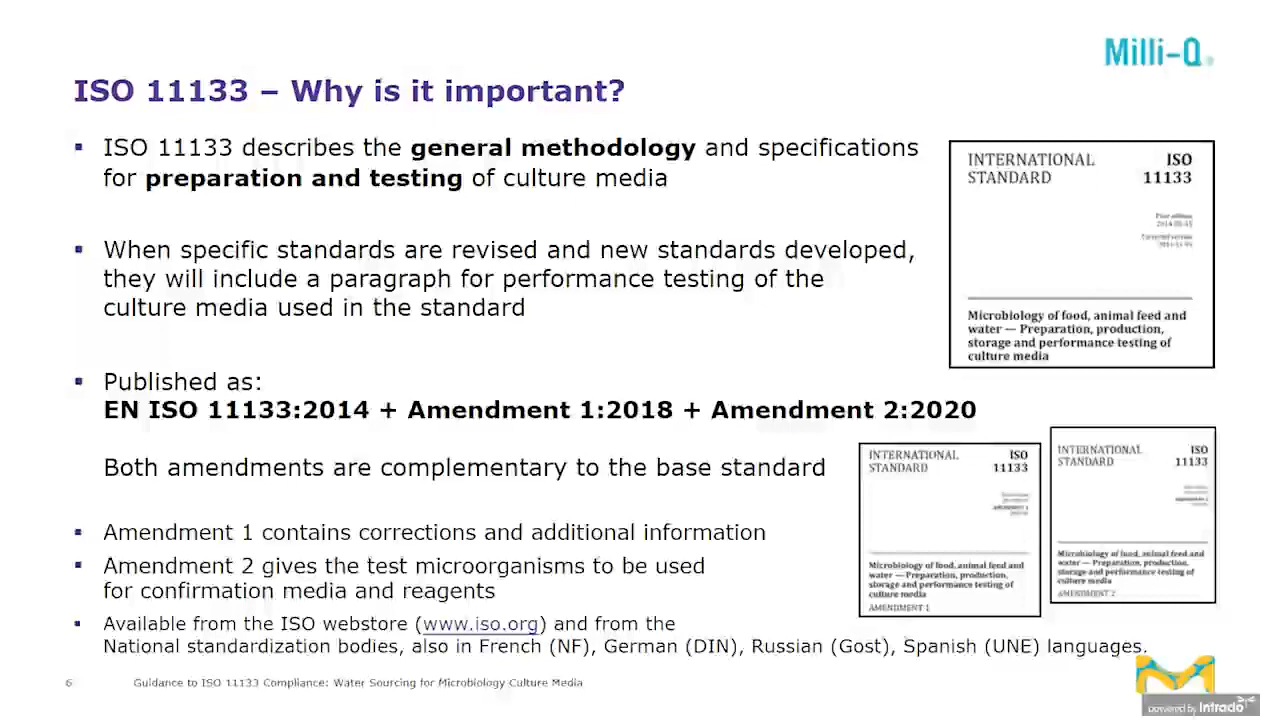 Milli-Q®
ISO 11133 – Why is it important?
▪ ISO 11133 describes the general methodology and specifications
for preparation and testing of culture media
▪ When specific standards are revised and new standards developed,
they will include a paragraph for performance testing of the
culture media used in the standard
▪ Published as:
EN ISO 11133:2014 + Amendment 1:2018 + Amendment 2:2020
Both amendments are complementary to the base standard
▪ Amendment 1 contains corrections and additional information
▪ Amendment 2 gives the test microorganisms to be used
for confirmation media and reagents
▪ Available from the ISO webstore (www.iso.org) and from the
National standardization bodies, also in French (NF), German (DIN), Russian (Gost), Spanish (UNE) languages.
INTERNATIONAL ISO
STANDARD 11133
Microbiology of food, animal feed and
water — Preparation, production,
storage and performance testing of
culture media
INTERNATIONAL ISO
STANDARD 11133
Microbiology of food, animal feed and
water — Preparation, production,
storage and performance testing of
culture media
AMENDMENT 1
INTERNATIONAL ISO
STANDARD 11133
Microbiology of food, animal feed and
water — Preparation, production,
storage and performance testing of
culture media
AMENDMENT 2
6 Guidance to ISO 11133 Compliance: Water Sourcing for Microbiology Culture Media
M
powered by intrado